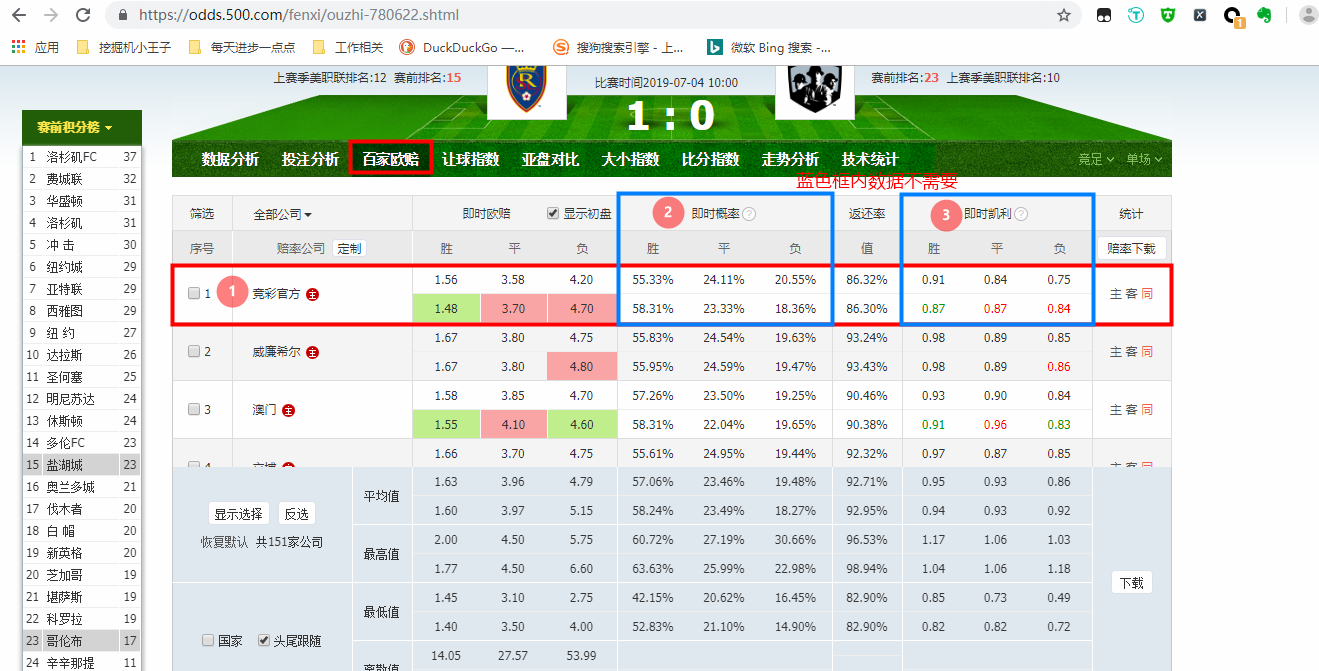 https://odds.500.com/fenxi/ouzhi-780622.shtml
应用 挖掘机小王子 每天进步一点点 工作相关 DuckDuckGo —... 搜狗搜索引擎 - 上... 微软 Bing 搜索 -...
上赛季美职联排名:12 赛前排名:15 比赛时间2019-07-04 10:00 赛前排名:23 上赛季美职联排名:10
1 : 0
数据分析 投注分析 百家欧赔 让球指数 亚盘对比 大小指数 比分指数 走势分析 技术统计 竞足 单场
蓝色框内数据不需要
赛前积分榜
1 洛杉矶FC 37
2 费城联 32
3 华盛顿 31
4 洛杉矶 31
5 冲 击 30
6 纽约城 29
7 亚特联 29
8 西雅图 29
9 纽 约 27
10 达拉斯 26
11 圣何塞 25
12 明尼苏达 24
13 休斯顿 24
14 多伦FC 23
15 盐湖城 23
16 奥兰多城 21
17 伐木者 20
18 白 帽 20
19 新英格 20
20 芝加哥 19
21 堪萨斯 19
22 科罗拉 19
23 哥伦布 17
24 辛辛那提 11
筛选 全部公司 即时欧赔 显示初盘 2 即时概率 ? 返还率 3 即时凯利 ? 统计
序号 赔率公司 定制 胜 平 负 胜 平 负 值 胜 平 负 赔率下载
1 1 竞彩官方 主 1.56 3.58 4.20 55.33% 24.11% 20.55% 86.32% 0.91 0.84 0.75 主 客 同
1.48 3.70 4.70 58.31% 23.33% 18.36% 86.30% 0.87 0.87 0.84
2 威廉希尔 主 1.67 3.80 4.75 55.83% 24.54% 19.63% 93.24% 0.98 0.89 0.85 主 客 同
1.67 3.80 4.80 55.95% 24.59% 19.47% 93.43% 0.98 0.89 0.86
3 澳门 主 1.58 3.85 4.70 57.26% 23.50% 19.25% 90.46% 0.93 0.90 0.84 主 客 同
1.55 4.10 4.60 58.31% 22.04% 19.65% 90.38% 0.91 0.96 0.83
1.66 3.70 4.75 55.61% 24.95% 19.44% 92.32% 0.97 0.87 0.85
显示选择 反选
恢复默认 共151家公司
平均值 1.63 3.96 4.79 57.06% 23.46% 19.48% 92.71% 0.95 0.93 0.86
1.60 3.97 5.15 58.24% 23.49% 18.27% 92.95% 0.94 0.93 0.92
最高值 2.00 4.50 5.75 60.72% 27.19% 30.66% 96.53% 1.17 1.06 1.03
1.77 4.50 6.60 63.63% 25.99% 22.98% 98.94% 1.04 1.06 1.18
下载
最低值 1.45 3.10 2.75 42.15% 20.62% 16.45% 82.90% 0.85 0.73 0.49
1.40 3.50 4.00 52.83% 21.10% 14.90% 82.90% 0.82 0.82 0.72
国家 头尾跟随
14.05 27.57 53.99